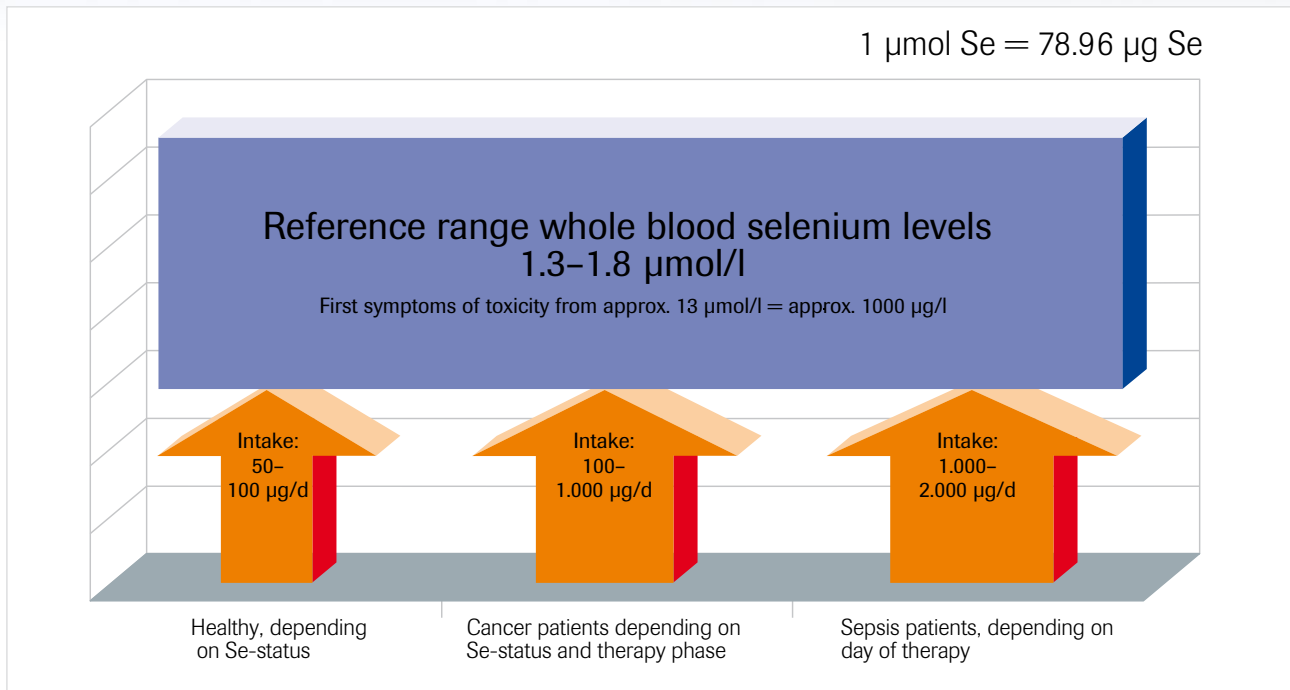 1 µmol Se = 78.96 µg Se
Reference range whole blood selenium levels
1.3–1.8 µmol/l
First symptoms of toxicity from approx. 13 µmol/l = approx. 1000 µg/l
Intake:
50–
100 µg/d
Intake:
100–
1.000 µg/d
Intake:
1.000–
2.000 µg/d
Healthy, depending
on Se-status
Cancer patients depending on
Se-status and therapy phase
Sepsis patients, depending on
day of therapy